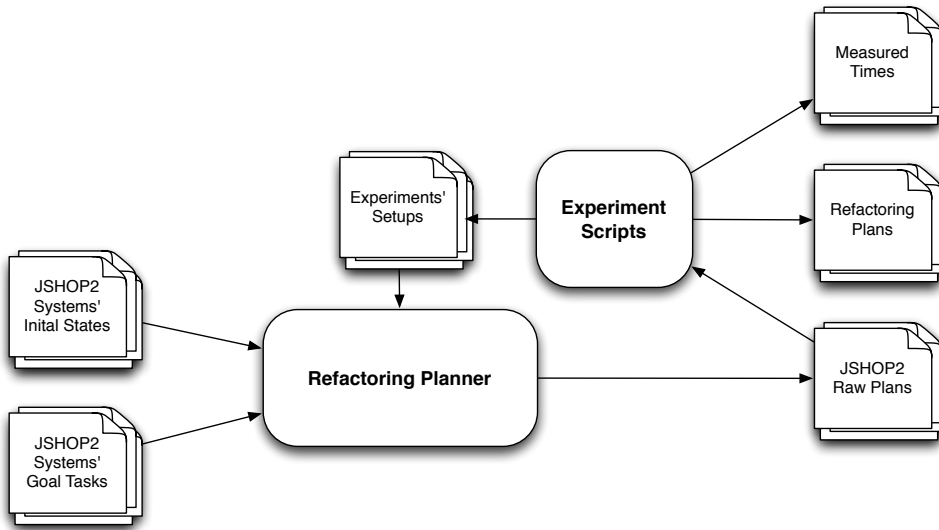 Measured
Times
Experiments'
Setups
Experiment
Scripts
Refactoring
Plans
JSHOP2
Systems'
Inital States
Refactoring Planner
JSHOP2
Raw Plans
JSHOP2
Systems'
Goal Tasks